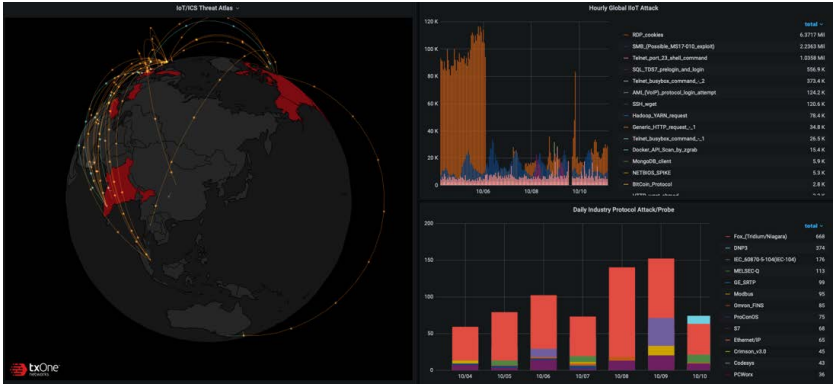 IoT/ICS Threat Atlas
txOne
networks
Hourly Global IIoT Attack
120 K
100 K
80 K
60 K
40 K
20 K
0
10/06
10/08
10/10
total
RDP_cookies 6.3717 Mil
SMB_(Possible_MS17-010_exploit) 2.2363 Mil
Telnet_port_23_shell_command 1.0358 Mil
SQL_TDS7_prelogin_and_login 556.9 K
Telnet_busybox_command_-_2 373.4 K
AMI_(VoIP)_protocol_login_attempt 124.2 K
SSH_wget 120.6 K
Hadoop_YARN_request 78.4 K
Generic_HTTP_request_-_1 34.8 K
Telnet_busybox_command_-_1 26.5 K
Docker_API_Scan_by_zgrab 15.4 K
MongoDB_client 5.9 K
NETBIOS_SPIKE 5.3 K
BitCoin_Protocol 2.8 K
Daily Industry Protocol Attack/Probe
200
150
100
50
0
10/04
10/05
10/06
10/07
10/08
10/09
10/10
total
Fox_(Tridium/Niagara) 668
DNP3 374
IEC_60870-5-104(IEC-104) 176
MELSEC-Q 113
GE_SRTP 99
Modbus 95
Omron_FINS 85
ProConOS 75
S7 68
Ethernet/IP 65
Crimson_v3.0 45
Codesys 43
PCWorx 36